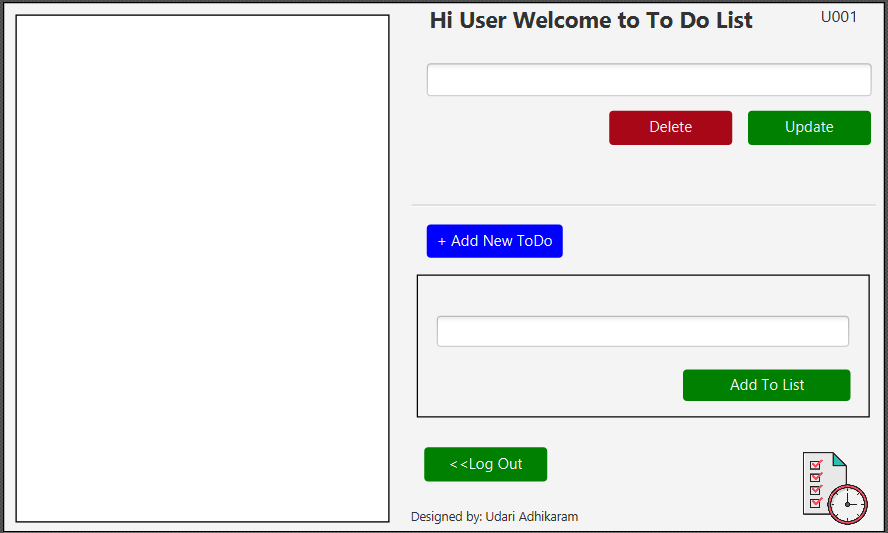 Hi User Welcome to To Do List
U001
Delete
Update
+ Add New ToDo
Add To List
<<Log Out
Designed by: Udari Adhikaram